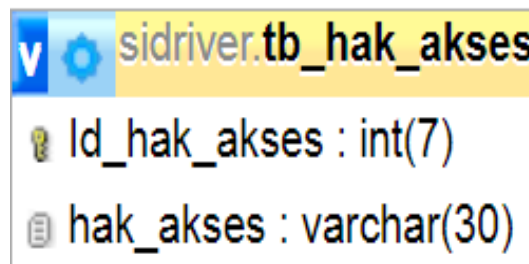 v sidriver.tb_hak_akses
Id_hak_akses : int(7)
hak_akses : varchar(30)